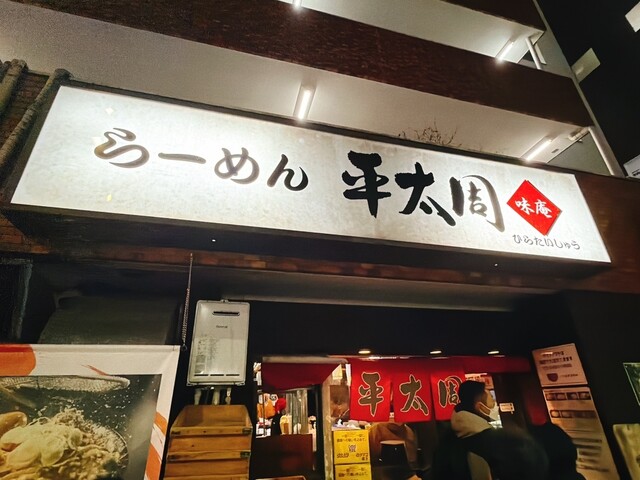 らーめん 平太周 味庵
ひらたいしゅう
平太周